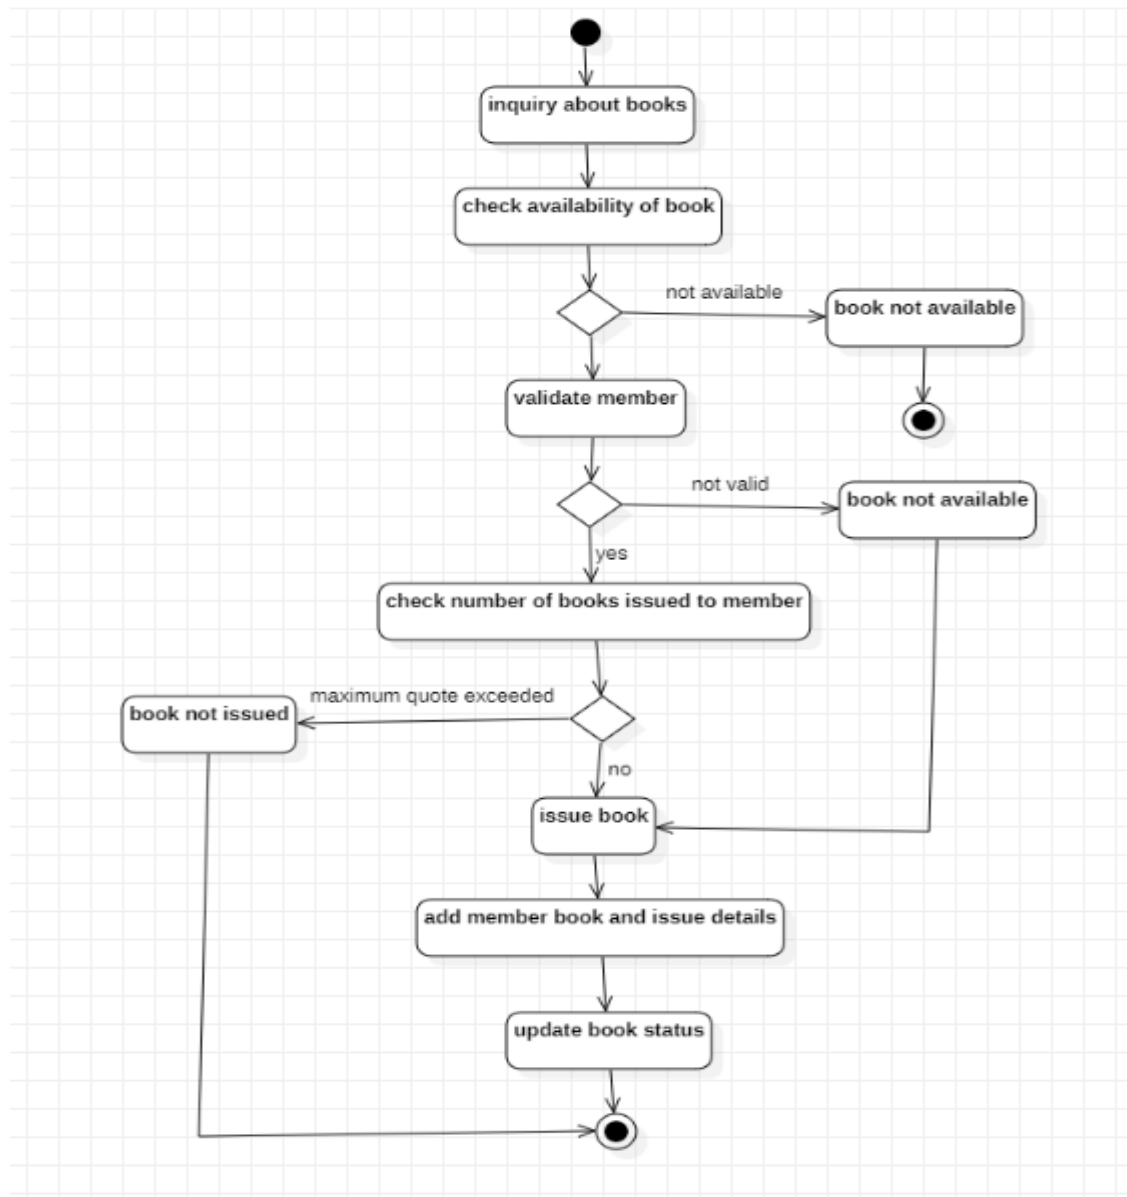 inquiry about books
check availability of book
not available
book not available
validate member
not valid
book not available
yes
check number of books issued to member
maximum quote exceeded
book not issued
no
issue book
add member book and issue details
update book status